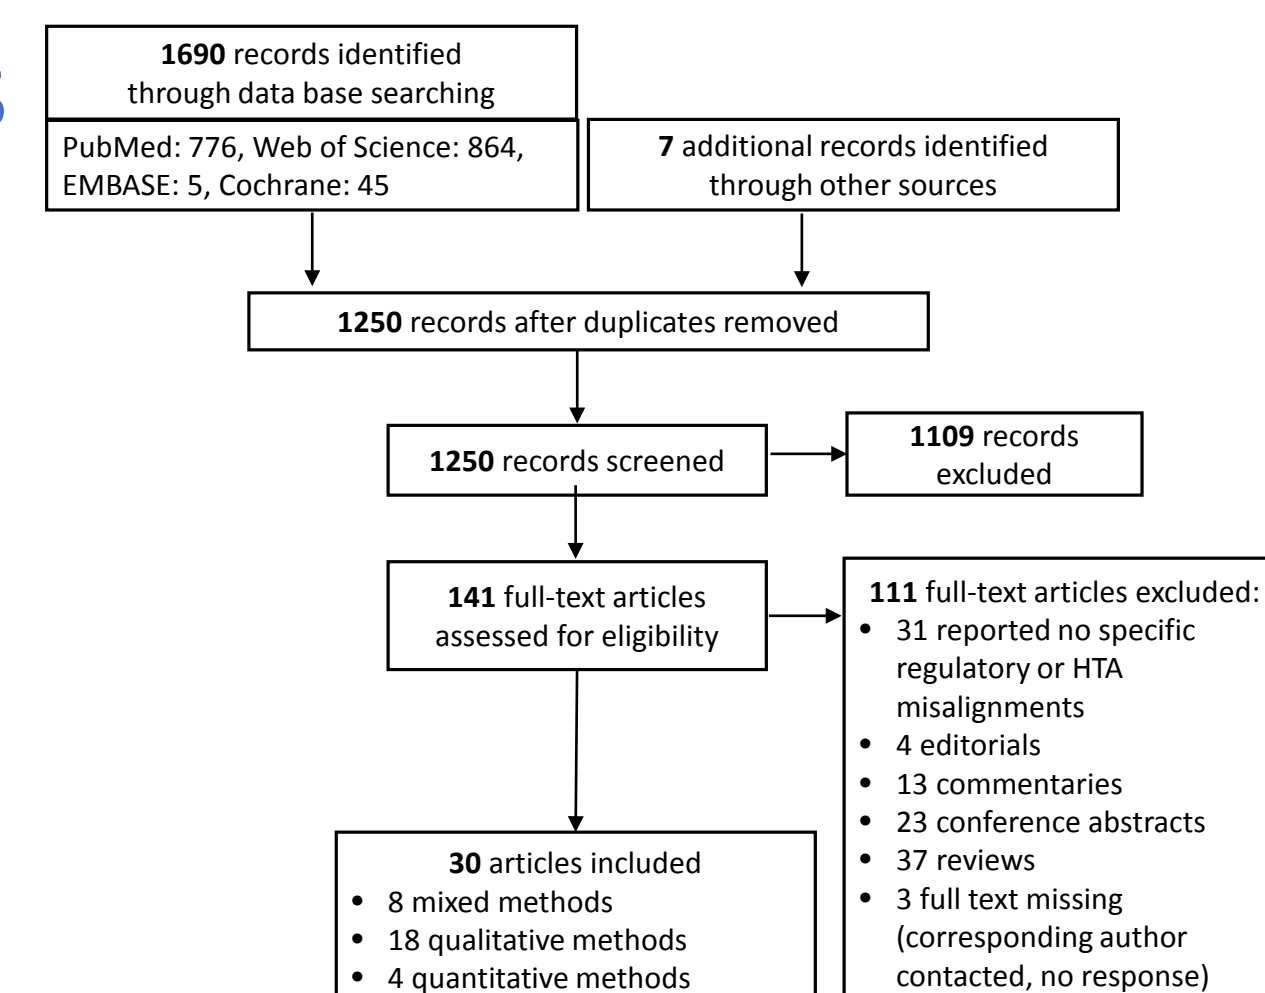 1690 records identified
through data base searching
PubMed: 776, Web of Science: 864,
EMBASE: 5, Cochrane: 45
7 additional records identified
through other sources
1250 records after duplicates removed
1250 records screened
1109 records
excluded
141 full-text articles
assessed for eligibility
111 full-text articles excluded:
• 31 reported no specific
regulatory or HTA
misalignments
• 4 editorials
• 13 commentaries
• 23 conference abstracts
• 37 reviews
• 3 full text missing
(corresponding author
contacted, no response)
30 articles included
• 8 mixed methods
• 18 qualitative methods
• 4 quantitative methods